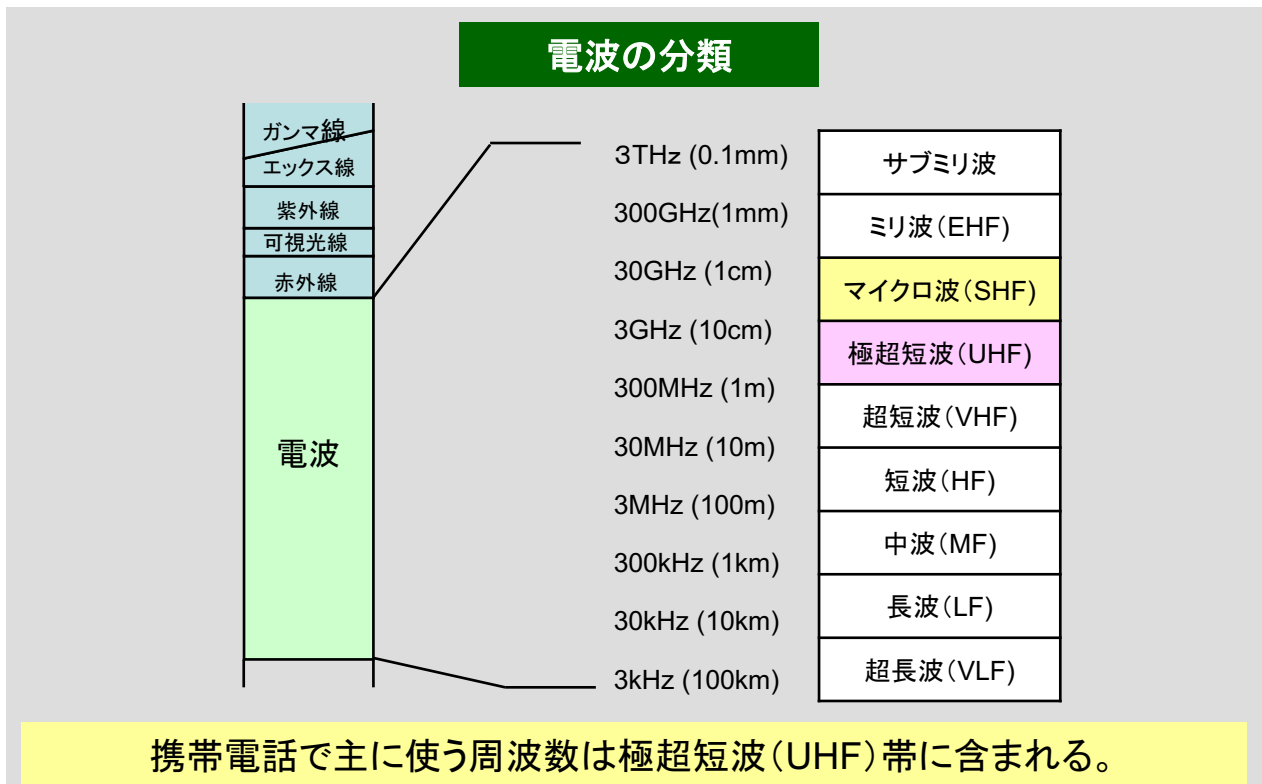 電波の分類
ガンマ線
エックス線
紫外線
可視光線
赤外線
電波
3THz (0.1mm)
300GHz(1mm)
30GHz (1cm)
3GHz (10cm)
300MHz (1m)
30MHz (10m)
3MHz (100m)
300kHz (1km)
30kHz (10km)
3kHz (100km)
サブミリ波
ミリ波(EHF)
マイクロ波(SHF)
極超短波(UHF)
超短波(VHF)
短波(HF)
中波(MF)
長波(LF)
超長波(VLF)
携帯電話で主に使う周波数は極超短波(UHF)帯に含まれる。